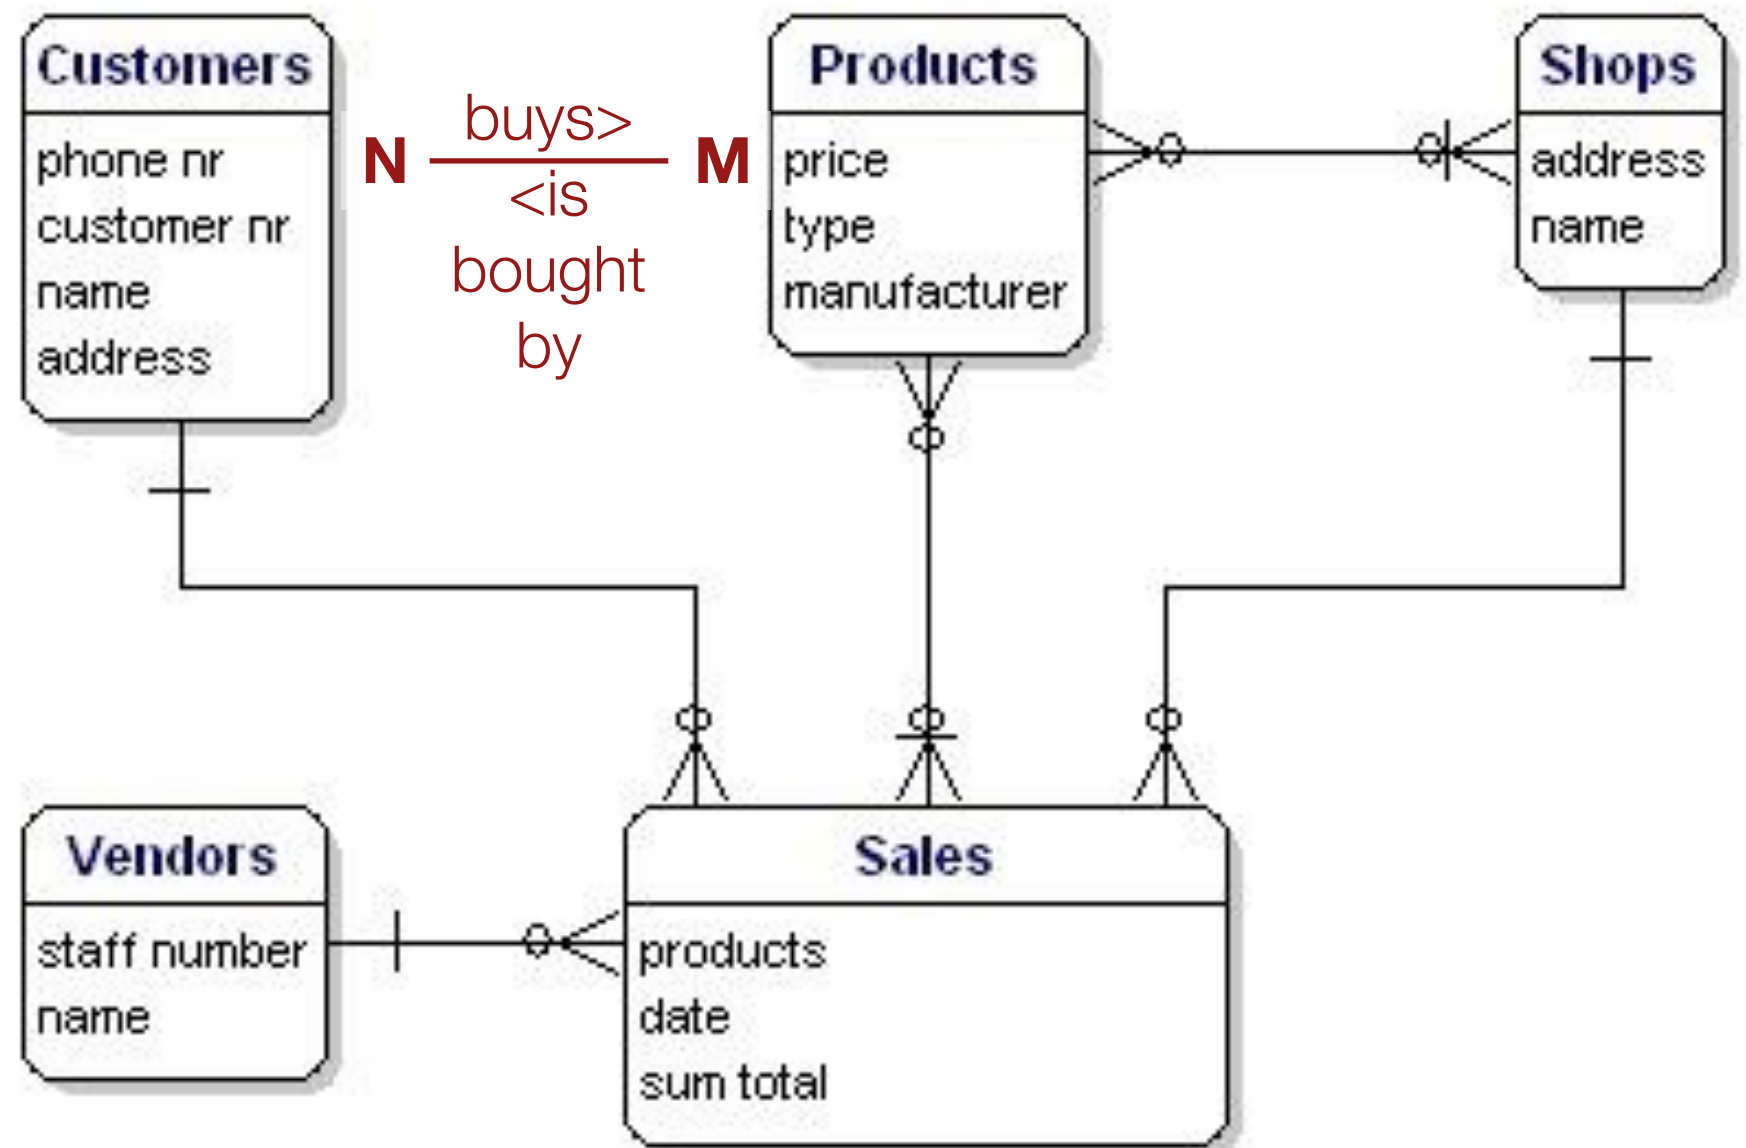 Customers
phone nr
customer nr
name
address
N
buys>
<is
bought
by
M
Products
price
type
manufacturer
Shops
address
name
Vendors
staff number
name
Sales
products
date
sum total